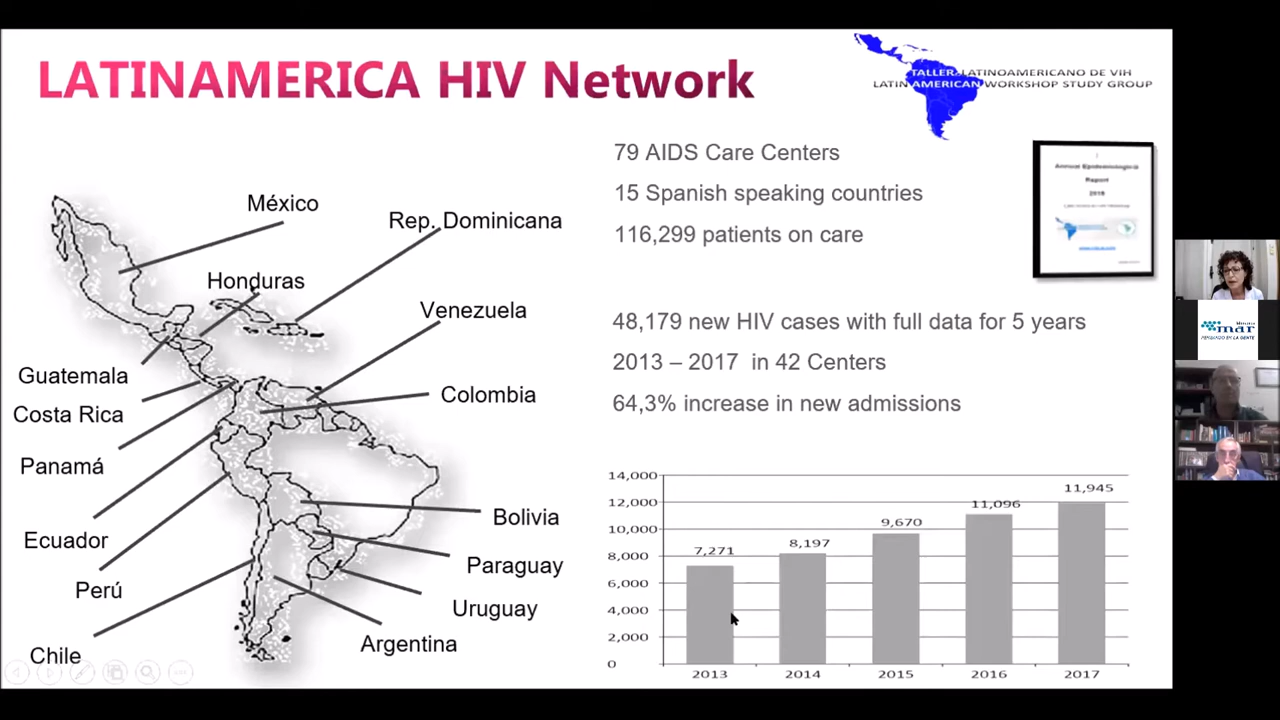 LATINAMERICA HIV Network
TALLER LATINOAMERICANO DE VIH
LATIN AMERICAN WORKSHOP STUDY GROUP
79 AIDS Care Centers
15 Spanish speaking countries
116,299 patients on care
Annual Epidemiological
Report
2018
48,179 new HIV cases with full data for 5 years
2013 – 2017 in 42 Centers
64,3% increase in new admissions
México
Rep. Dominicana
Honduras
Venezuela
Guatemala
Colombia
Costa Rica
Panamá
Bolivia
Ecuador
Paraguay
Perú
Uruguay
Argentina
Chile
14,000
12,000
10,000
8,000
6,000
4,000
2,000
0
7,271
8,197
9,670
11,096
11,945
2013
2014
2015
2016
2017
mar
PENSANDO EN LA GENTE